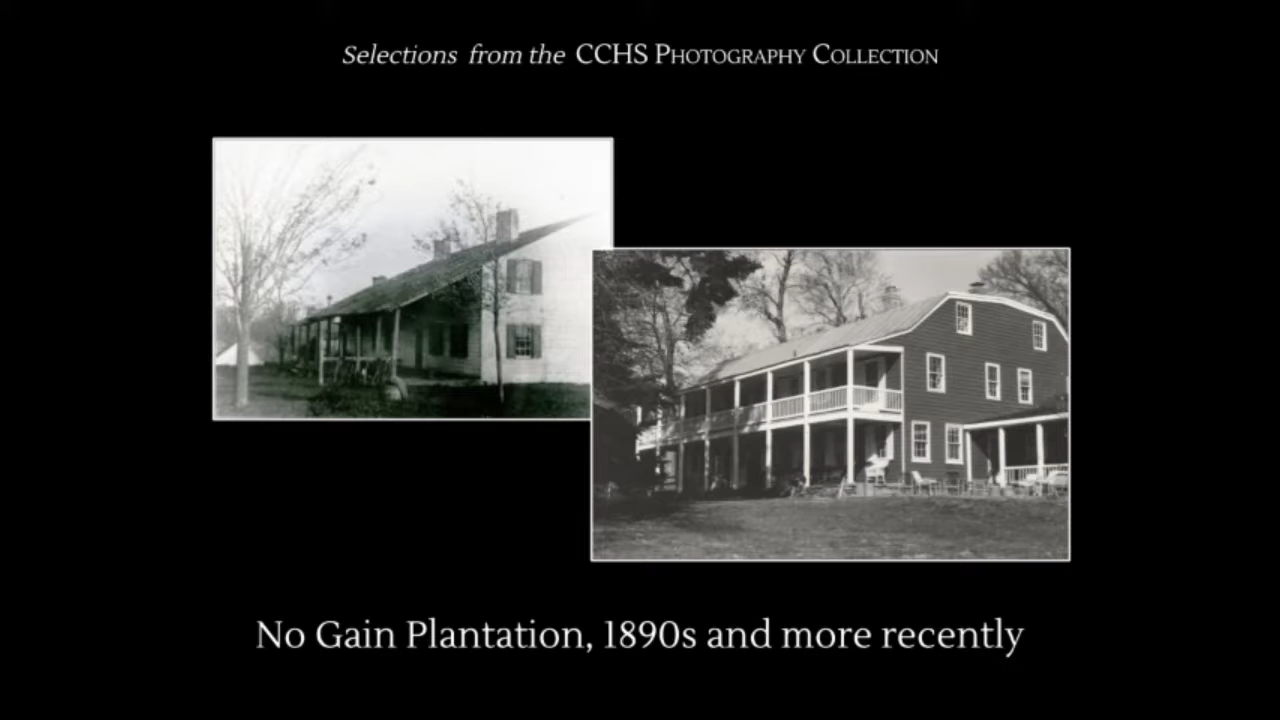 Selections from the CCHS Photography Collection
No Gain Plantation, 1890s and more recently